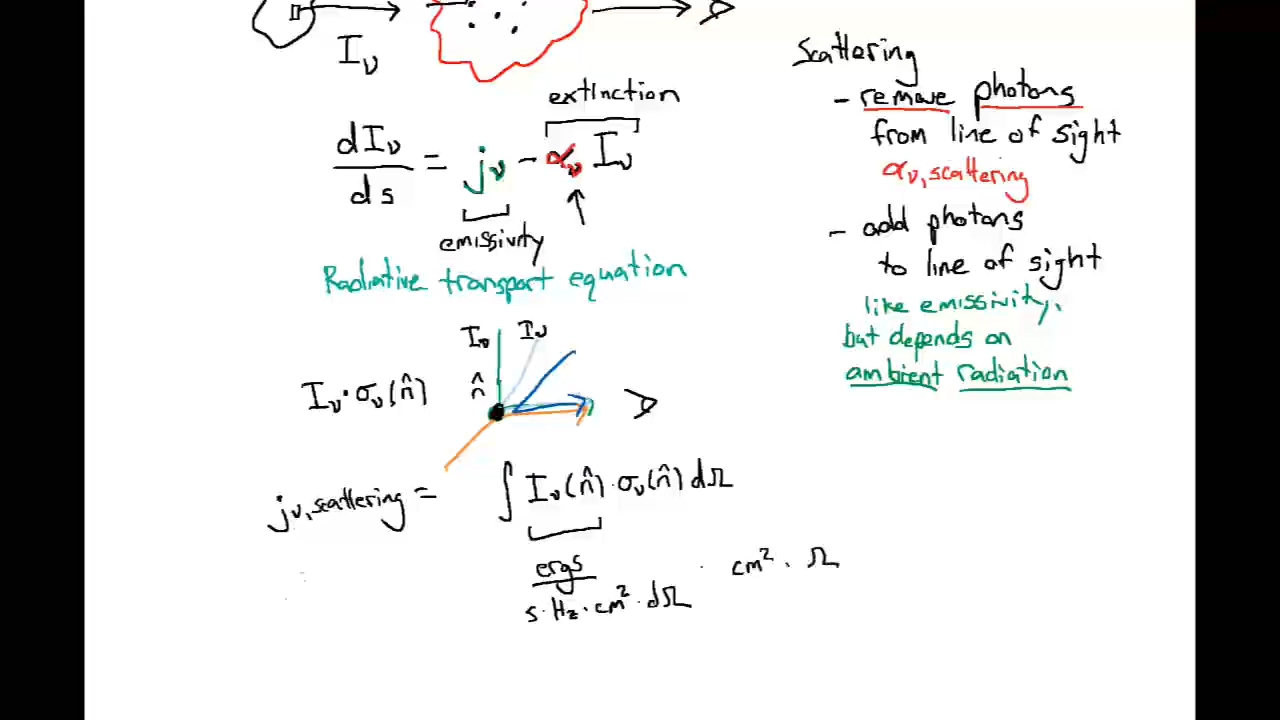 I_ν
extinction
dI_ν/ds = j_ν - α_ν I_ν
emissivity
Radiative transport equation
I_ν I_ν
I_ν · σ_ν(n̂) n̂
j_ν,scattering = ∫ I_ν(n̂) · σ_ν(n̂) dΩ
ergs / s · Hz · cm² · dΩ · cm² · Ω
Scattering
- remove photons
from line of sight
α_ν,scattering
- add photons
to line of sight
like emissivity,
but depends on
ambient radiation